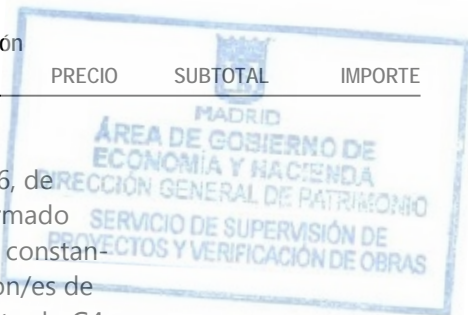 ón
PRECIO SUBTOTAL IMPORTE
MADRID
ÁREA DE GOBIERNO DE
ECONOMÍA Y HACIENDA
6, de
DIRECCIÓN GENERAL DE PATRIMONIO
rmado
SERVICIO DE SUPERVISIÓN DE
constan-
PROYECTOS Y VERIFICACIÓN DE OBRAS
ón/es de